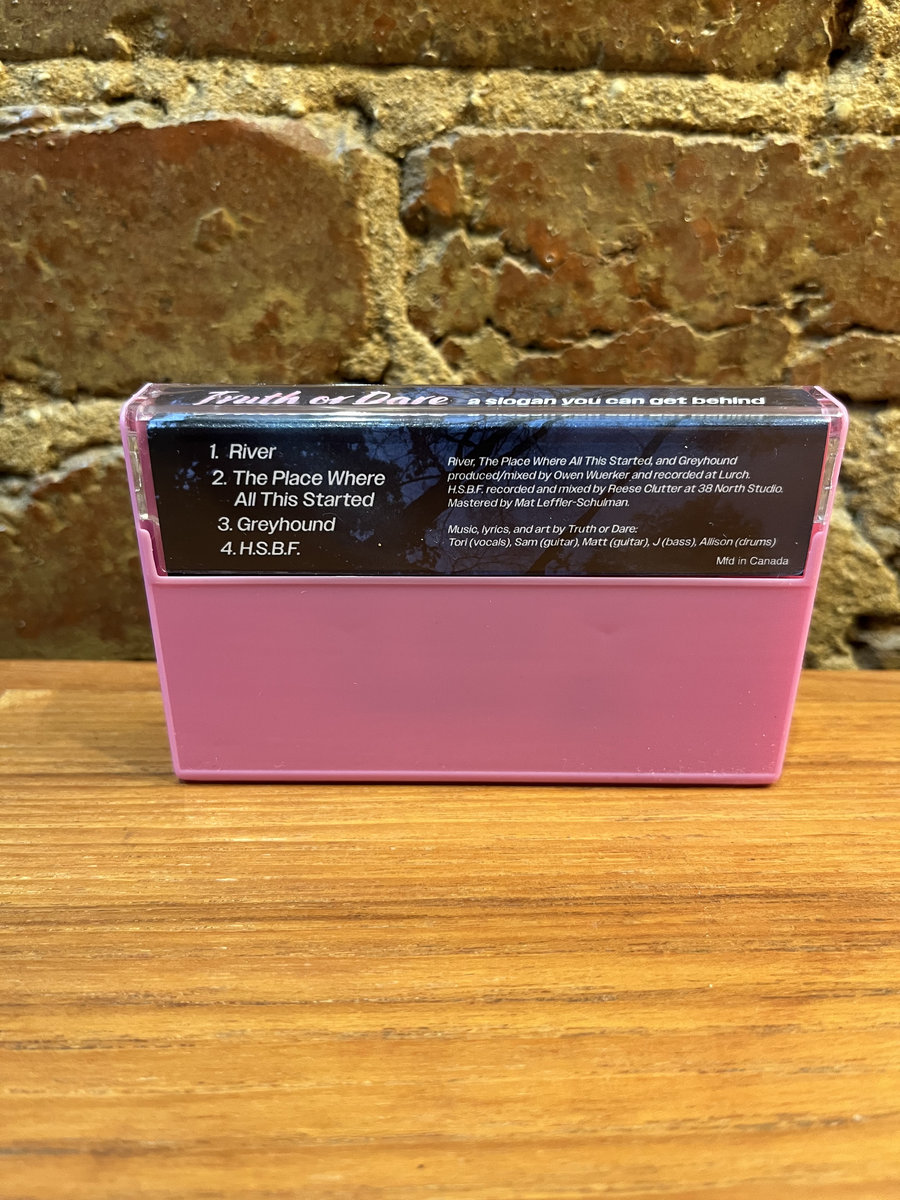 Truth or Dare a slogan you can get behind
1. River
2. The Place Where
All This Started
3. Greyhound
4. H.S.B.F.
River, The Place Where All This Started, and Greyhound
produced/mixed by Owen Wuerker and recorded at Lurch.
H.S.B.F. recorded and mixed by Reese Clutter at 38 North Studio.
Mastered by Mat Leffler-Schulman.
Music, lyrics, and art by Truth or Dare:
Tori (vocals), Sam (guitar), Matt (guitar), J (bass), Allison (drums)
Mfd in Canada